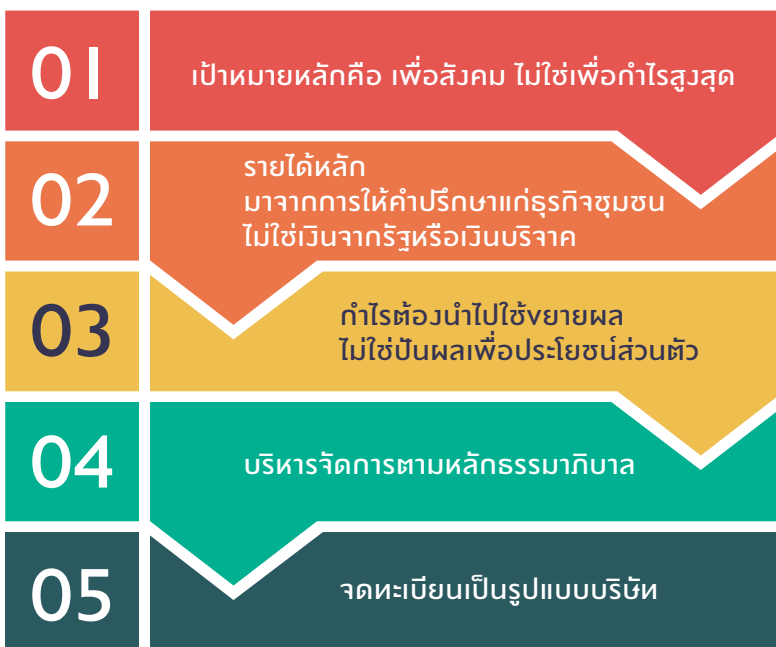 01
เป้าหมายหลักคือ เพื่อสังคม ไม่ใช่เพื่อกำไรสูงสุด
02
รายได้หลัก
มาจากการให้คำปรึกษาแก่ธุรกิจชุมชน
ไม่ใช่เงินจากรัฐหรือเงินบริจาค
03
กำไรต้องนำไปใช้ขยายผล
ไม่ใช่ปันผลเพื่อประโยชน์ส่วนตัว
04
บริหารจัดการตามหลักธรรมาภิบาล
05
จดทะเบียนเป็นรูปแบบบริษัท